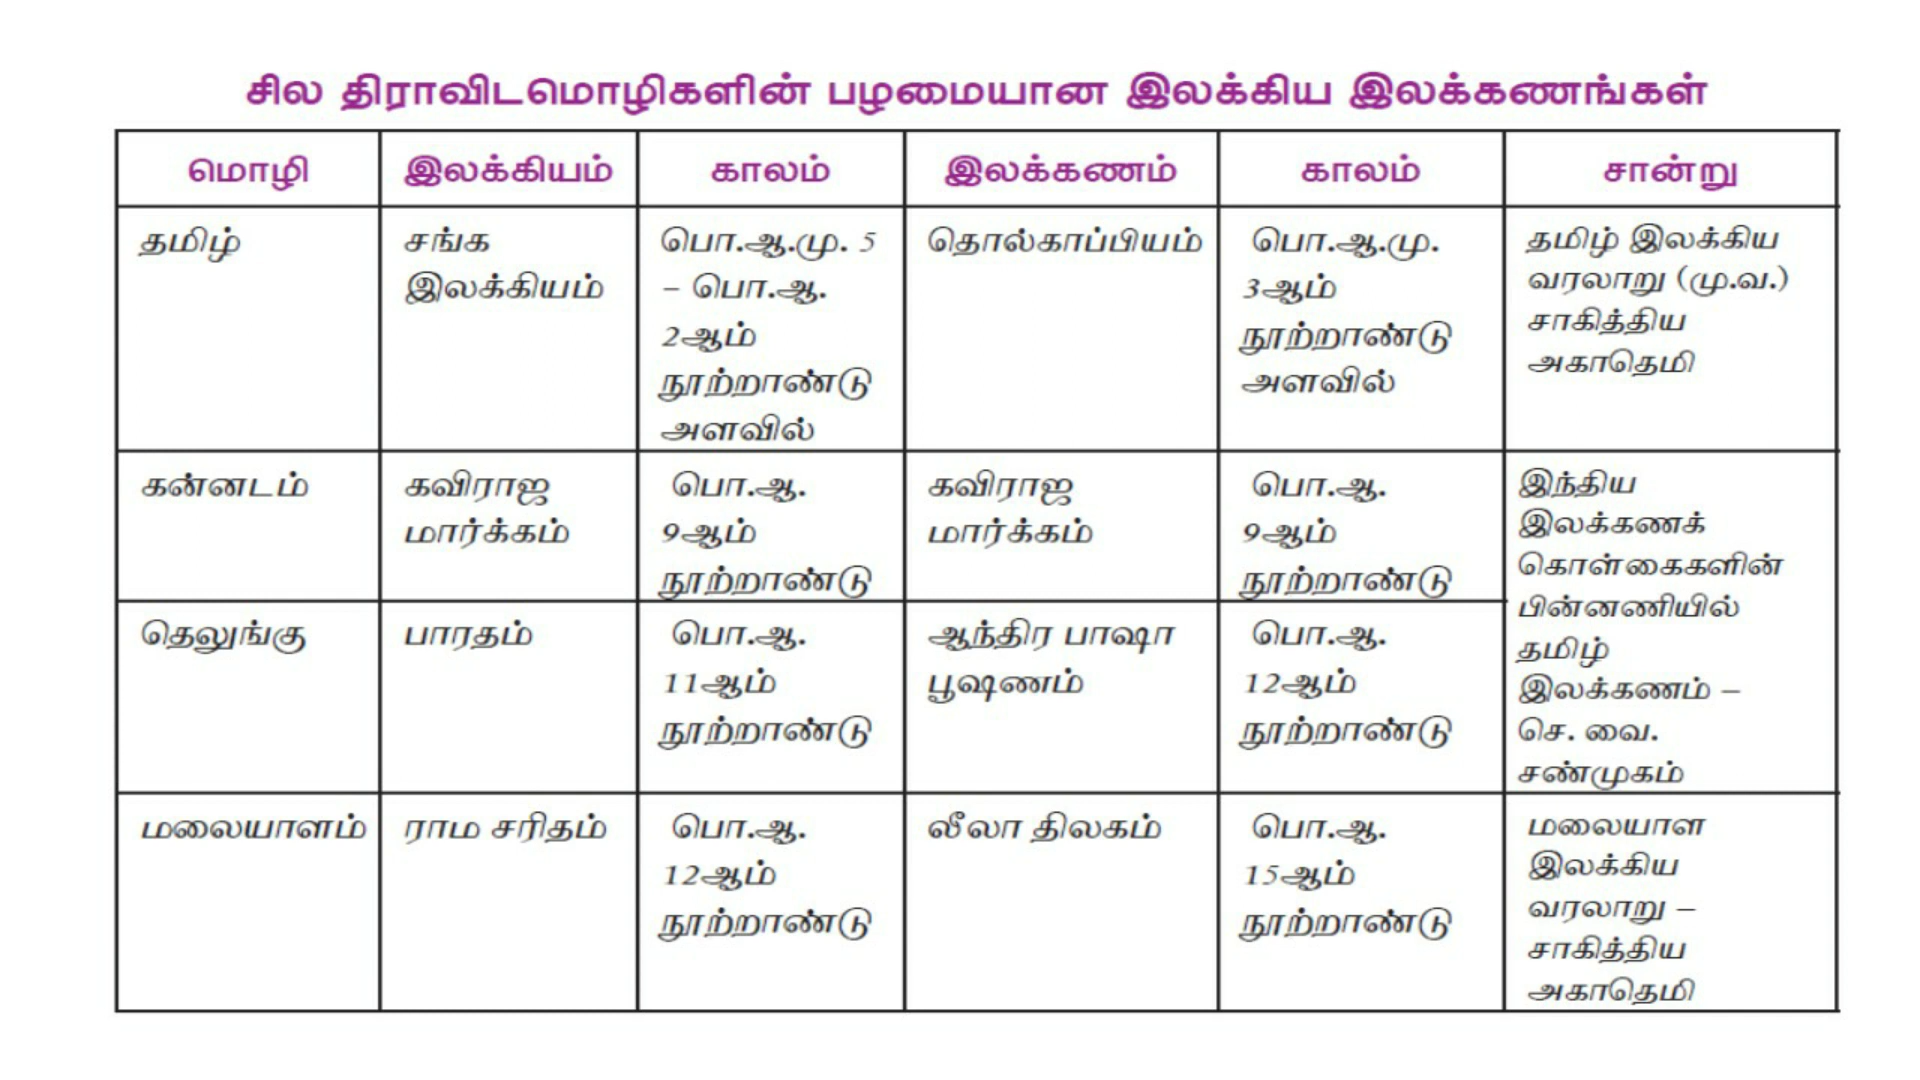 சில திராவிடமொழிகளின் பழமையான இலக்கிய இலக்கணங்கள்
மொழி
இலக்கியம்
காலம்
இலக்கணம்
காலம்
சான்று
தமிழ்
சங்க
இலக்கியம்
பொ.ஆ.மு. 5
– பொ.ஆ.
2ஆம்
நூற்றாண்டு
அளவில்
தொல்காப்பியம்
பொ.ஆ.மு.
3ஆம்
நூற்றாண்டு
அளவில்
தமிழ் இலக்கிய
வரலாறு (மு.வ.)
சாகித்திய
அகாதெமி
கன்னடம்
கவிராஜ
மார்க்கம்
பொ.ஆ.
9ஆம்
நூற்றாண்டு
கவிராஜ
மார்க்கம்
பொ.ஆ.
9ஆம்
நூற்றாண்டு
இந்திய
இலக்கணக்
கொள்கைகளின்
பின்னணியில்
தமிழ்
இலக்கணம் –
செ. வை.
சண்முகம்
தெலுங்கு
பாரதம்
பொ.ஆ.
11ஆம்
நூற்றாண்டு
ஆந்திர பாஷா
பூஷணம்
பொ.ஆ.
12ஆம்
நூற்றாண்டு
மலையாளம்
ராம சரிதம்
பொ.ஆ.
12ஆம்
நூற்றாண்டு
லீலா திலகம்
பொ.ஆ.
15ஆம்
நூற்றாண்டு
மலையாள
இலக்கிய
வரலாறு –
சாகித்திய
அகாதெமி